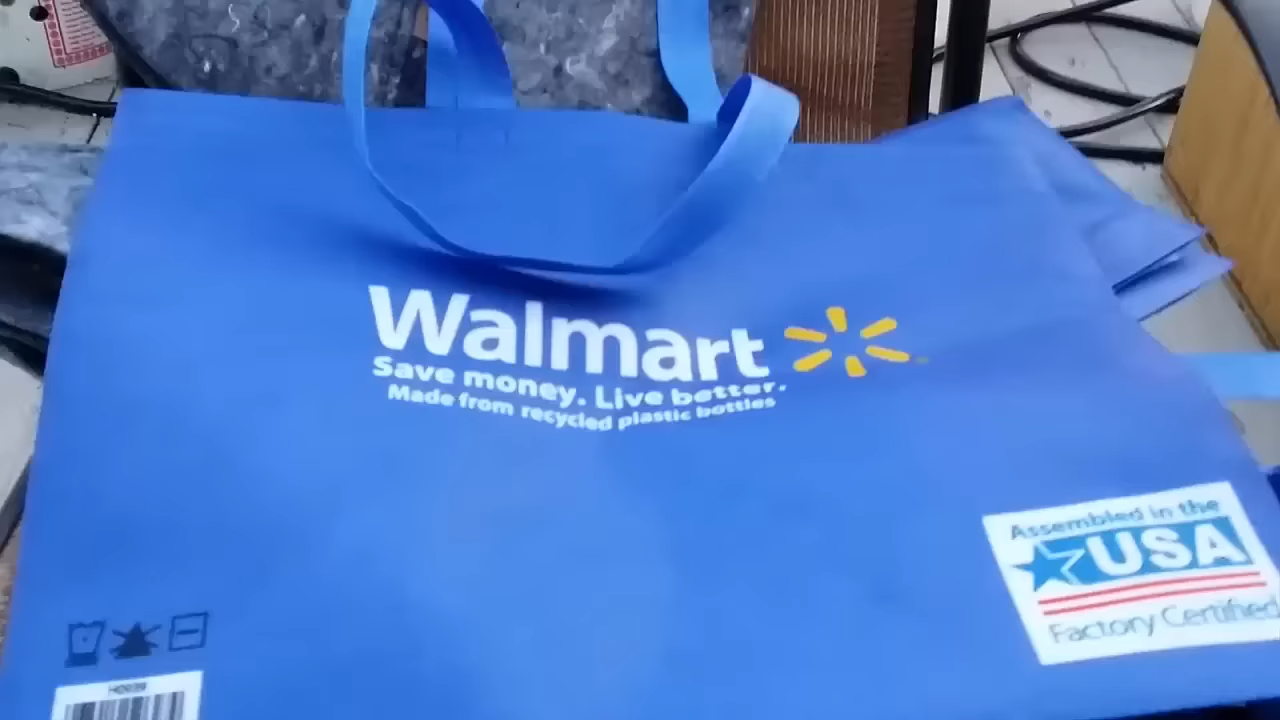 Walmart
Save money. Live better.
Made from recycled plastic bottles
Assembled in the
USA
Factory Certified